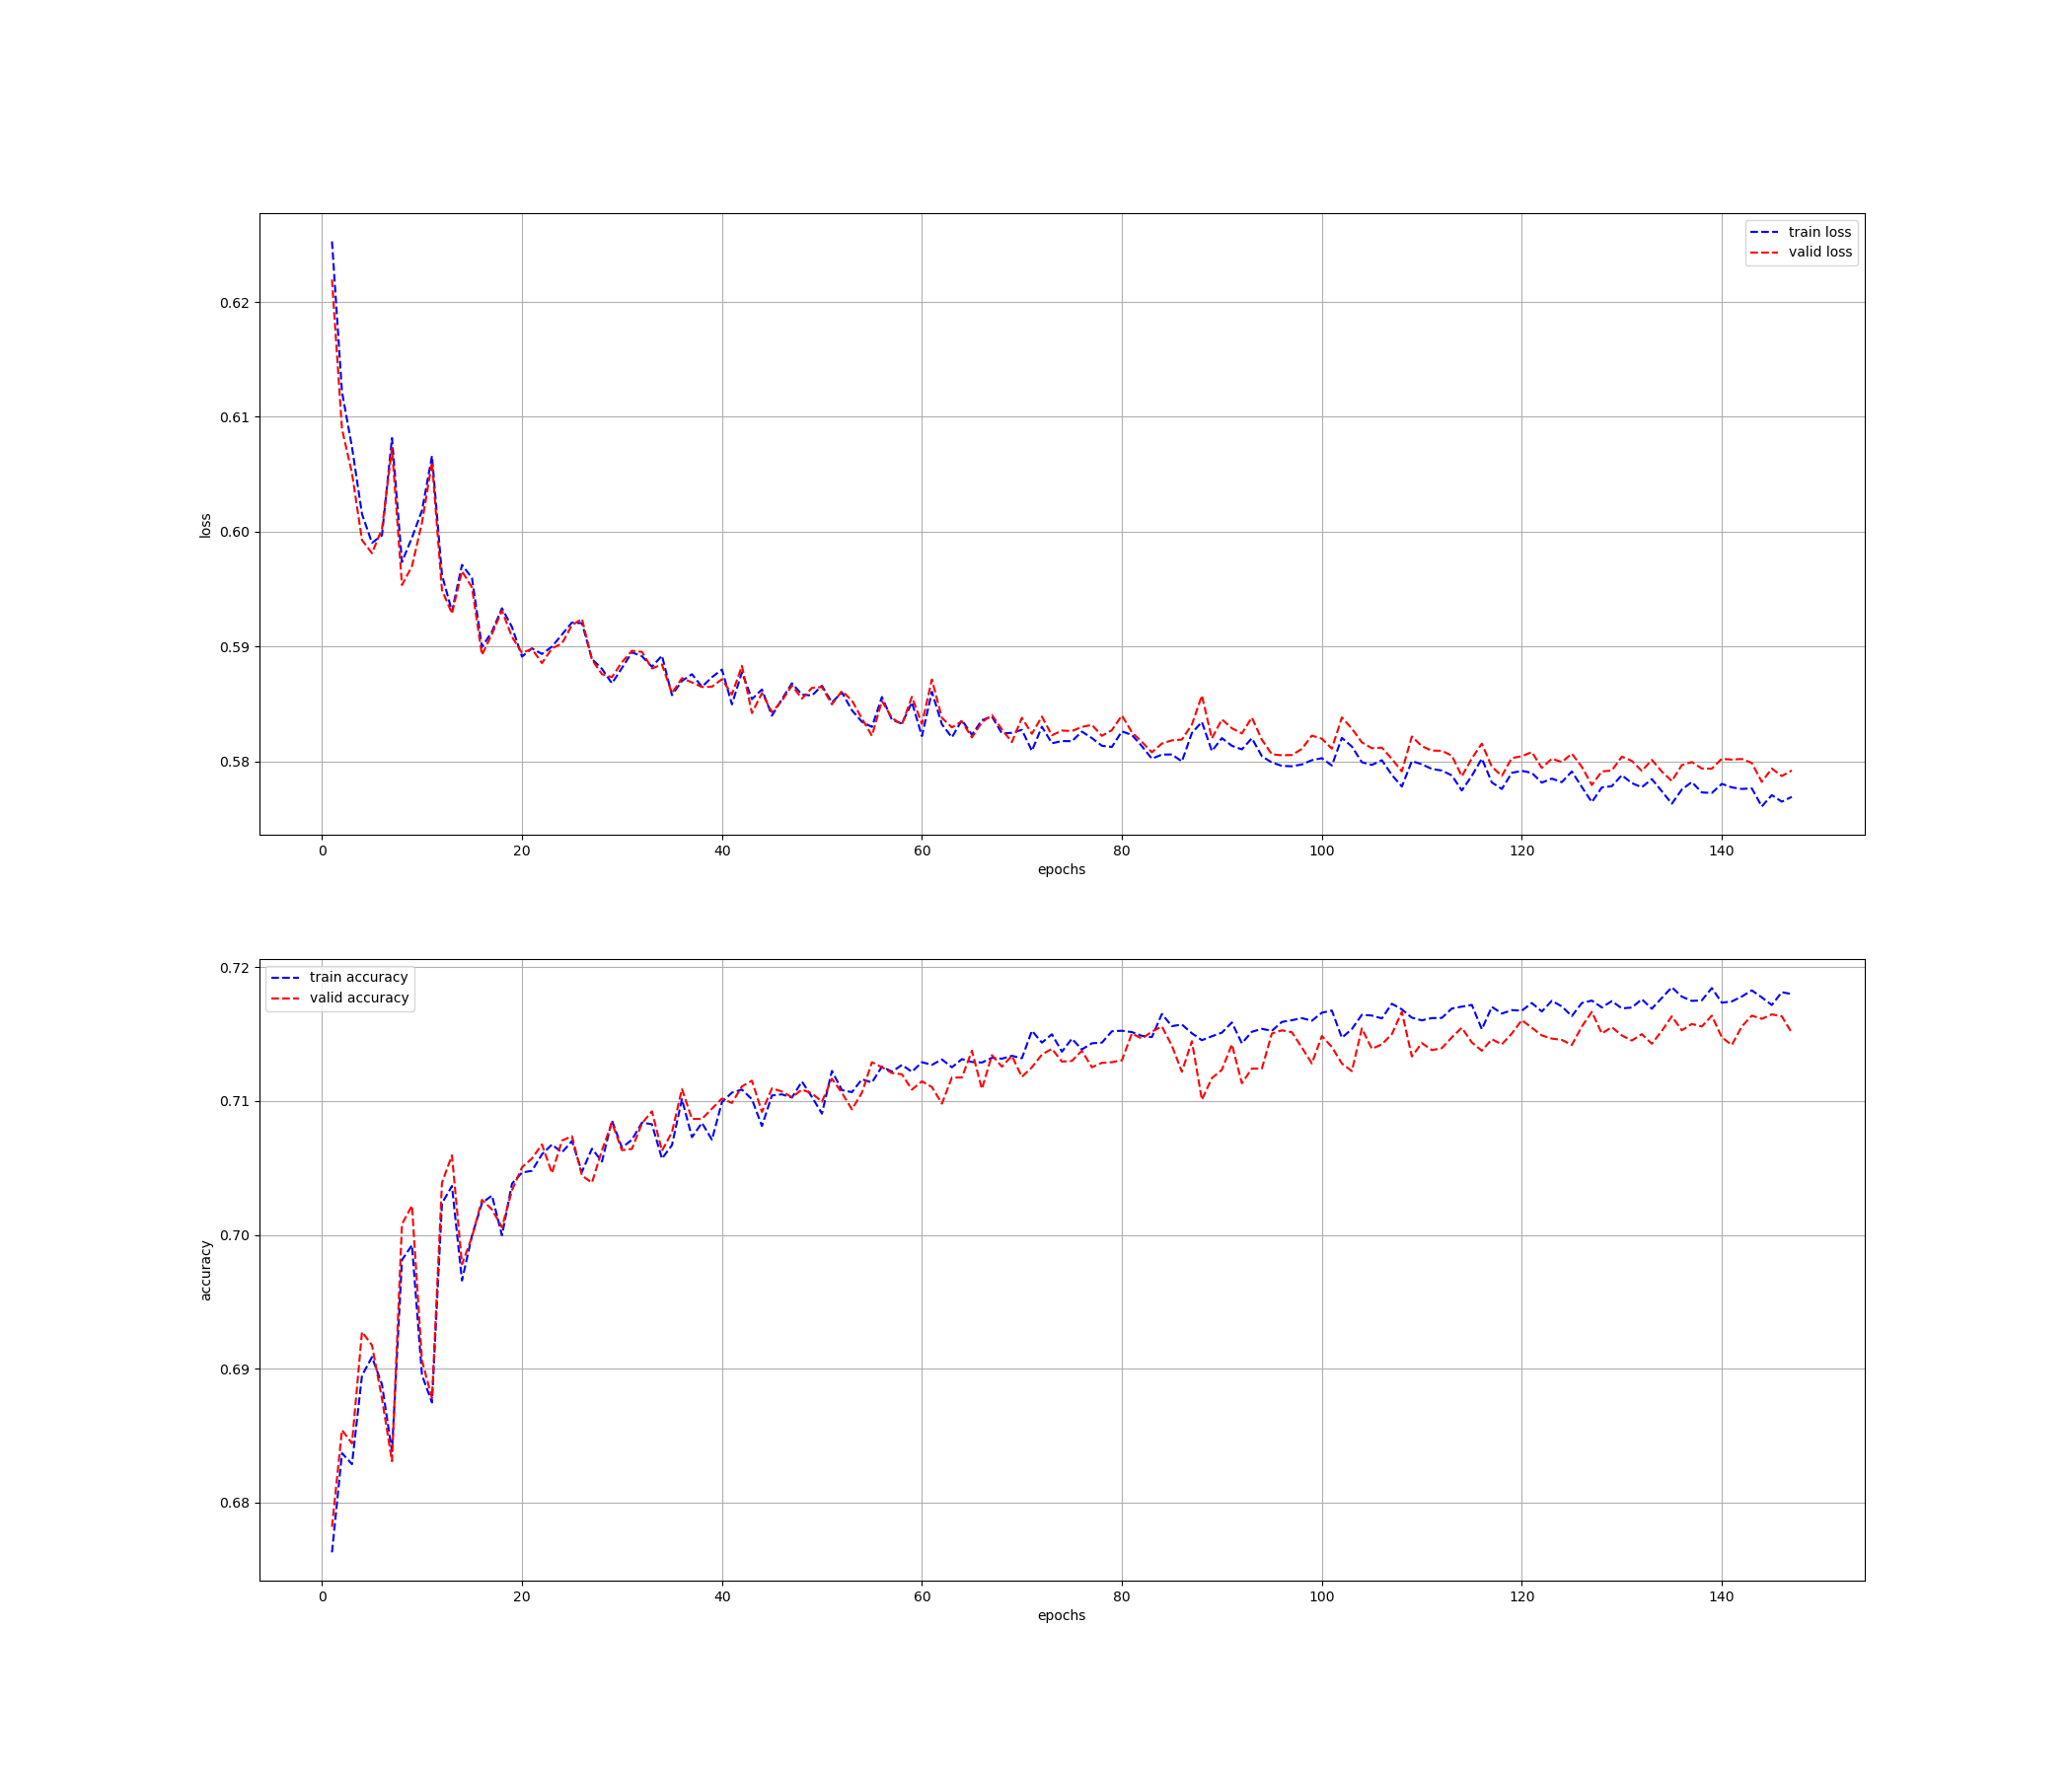 train loss
valid loss
0.62
0.61
0.60
0.59
0.58
loss
0 20 40 60 80 100 120 140
epochs
train accuracy
valid accuracy
0.72
0.71
0.70
0.69
0.68
accuracy
0 20 40 60 80 100 120 140
epochs